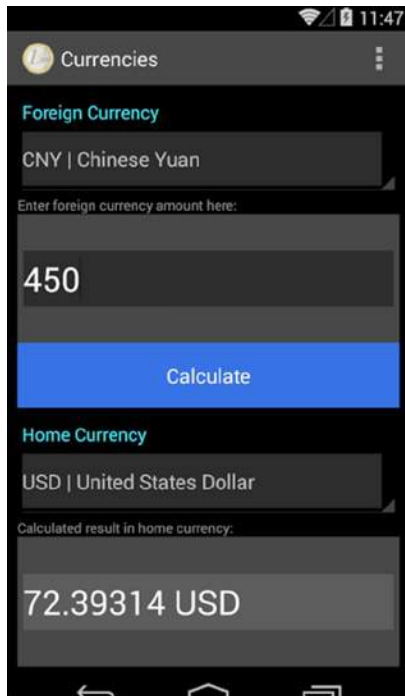 11:47
Currencies
Foreign Currency
CNY | Chinese Yuan
Enter foreign currency amount here:
450
Calculate
Home Currency
USD | United States Dollar
Calculated result in home currency:
72.39314 USD